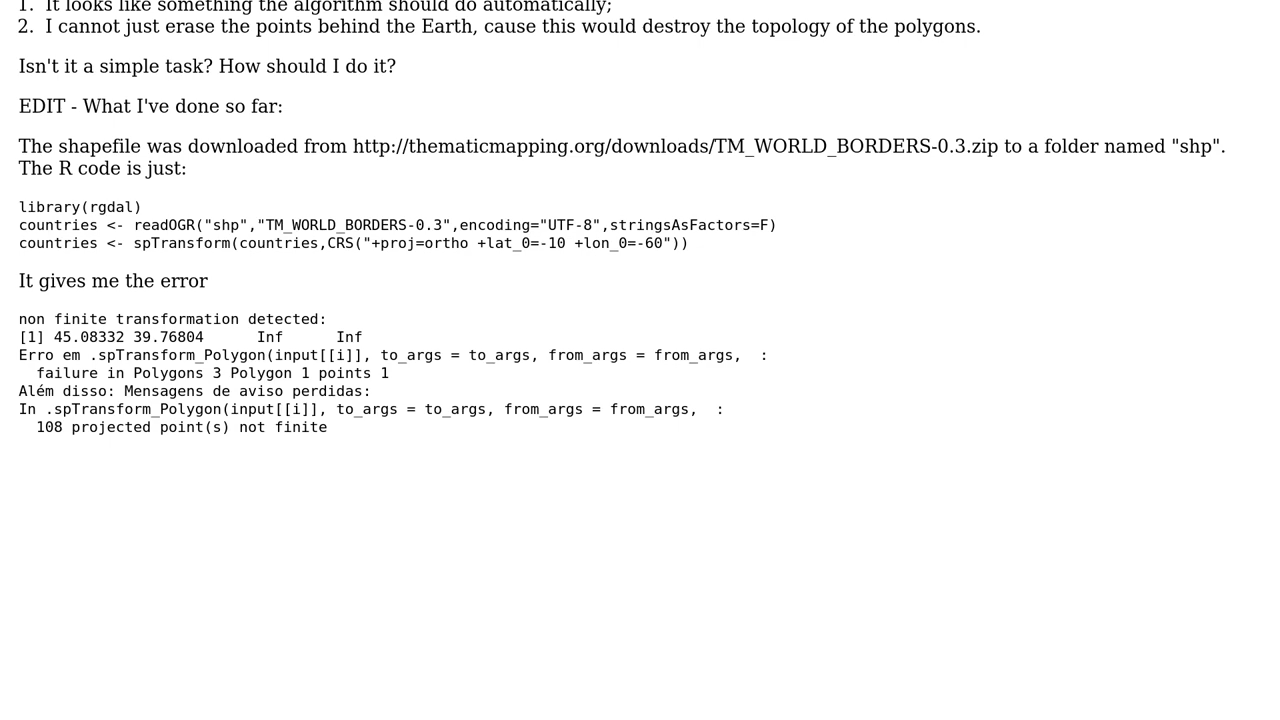 1. It looks like something the algorithm should do automatically;
2. I cannot just erase the points behind the Earth, cause this would destroy the topology of the polygons.
Isn't it a simple task? How should I do it?
EDIT - What I've done so far:
The shapefile was downloaded from http://thematicmapping.org/downloads/TM_WORLD_BORDERS-0.3.zip to a folder named "shp".
The R code is just:
library(rgdal)
countries <- readOGR("shp","TM_WORLD_BORDERS-0.3",encoding="UTF-8",stringsAsFactors=F)
countries <- spTransform(countries,CRS("+proj=ortho +lat_0=-10 +lon_0=-60"))
It gives me the error
non finite transformation detected:
[1] 45.08332 39.76804      Inf      Inf
Erro em .spTransform_Polygon(input[[i]], to_args = to_args, from_args = from_args,  :
  failure in Polygons 3 Polygon 1 points 1
Além disso: Mensagens de aviso perdidas:
In .spTransform_Polygon(input[[i]], to_args = to_args, from_args = from_args,  :
  108 projected point(s) not finite